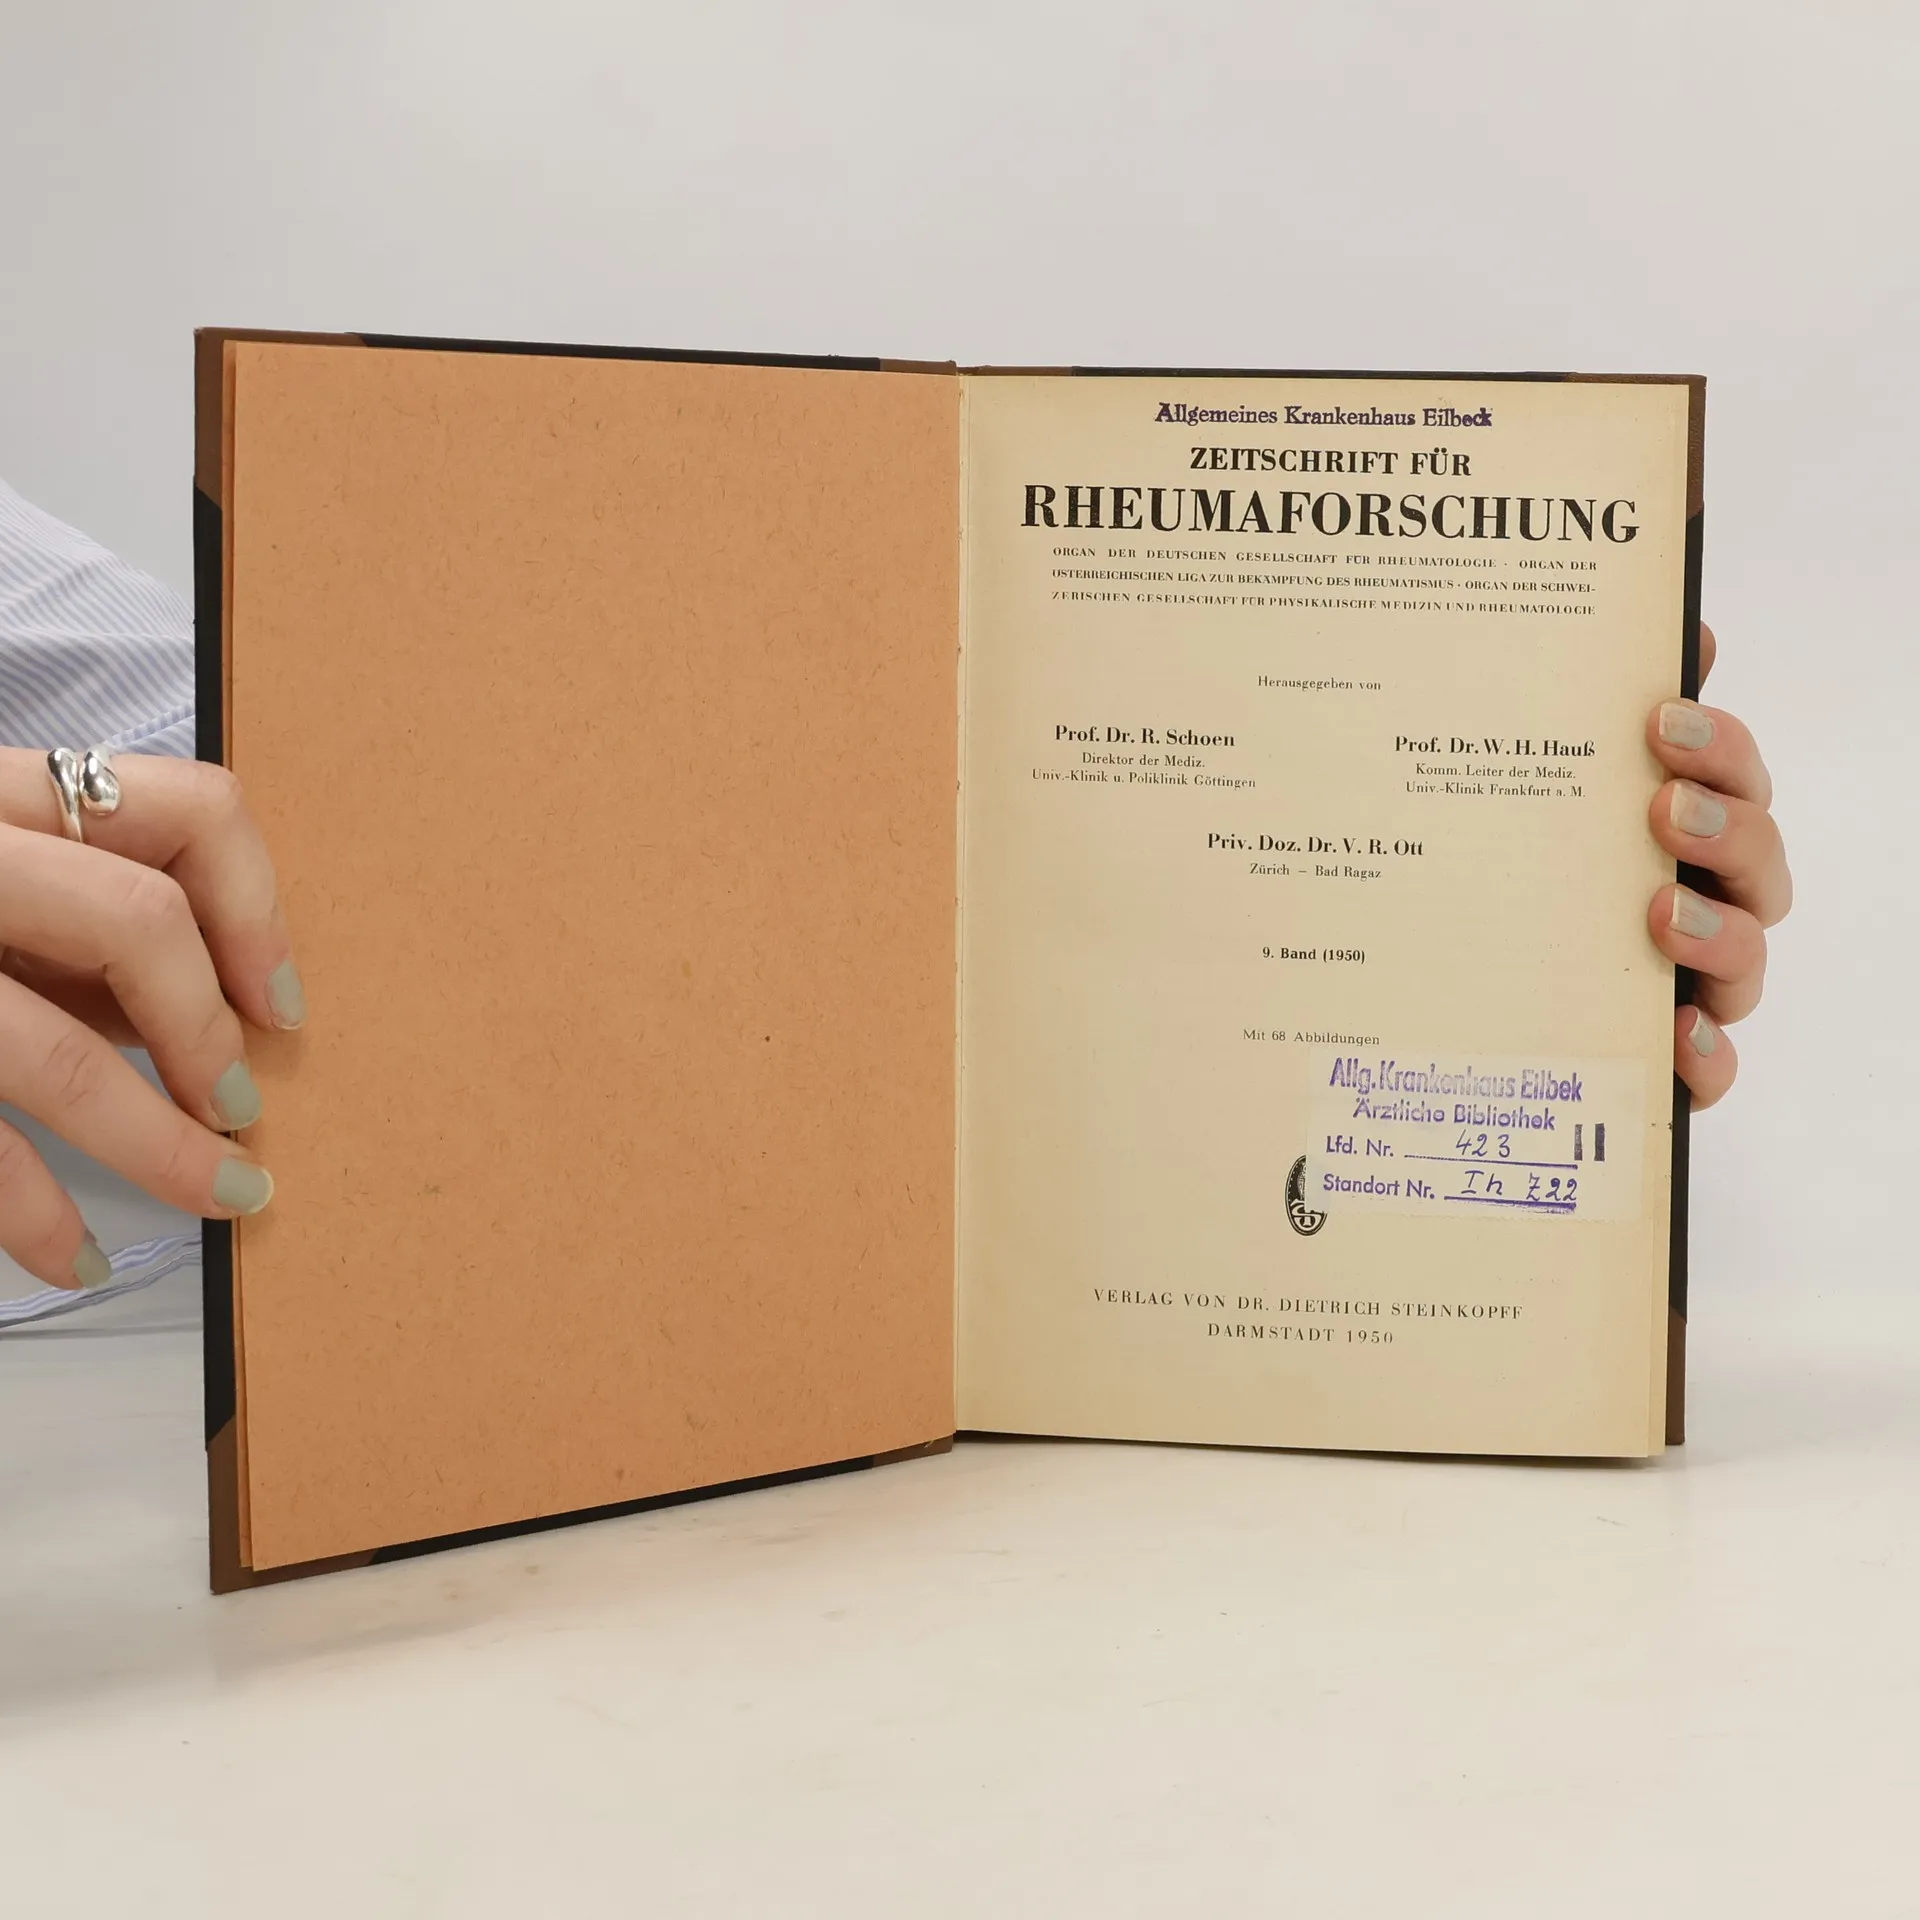 Allgemeines Krankenhaus Eilbeck
ZEITSCHRIFT FÜR
RHEUMAFORSCHUNG
ORGAN DER DEUTSCHEN GESELLSCHAFT FÜR RHEUMATOLOGIE · ORGAN DER
ÖSTERREICHISCHEN LIGA ZUR BEKÄMPFUNG DES RHEUMATISMUS · ORGAN DER SCHWEI-
ZERISCHEN GESELLSCHAFT FÜR PHYSIKALISCHE MEDIZIN UND RHEUMATOLOGIE
Herausgegeben von
Prof. Dr. R. Schoen
Direktor der Mediz.
Univ.-Klinik u. Poliklinik Göttingen
Prof. Dr. W. H. Hauß
Komm. Leiter der Mediz.
Univ.-Klinik Frankfurt a. M.
Priv. Doz. Dr. V. R. Ott
Zürich – Bad Ragaz
9. Band (1950)
Mit 68 Abbildungen
Allg. Krankenhaus Eilbek
Ärztliche Bibliothek
Lfd. Nr. 423 II
Standort Nr. Ih Z22
VERLAG VON DR. DIETRICH STEINKOPFF
DARMSTADT 1950